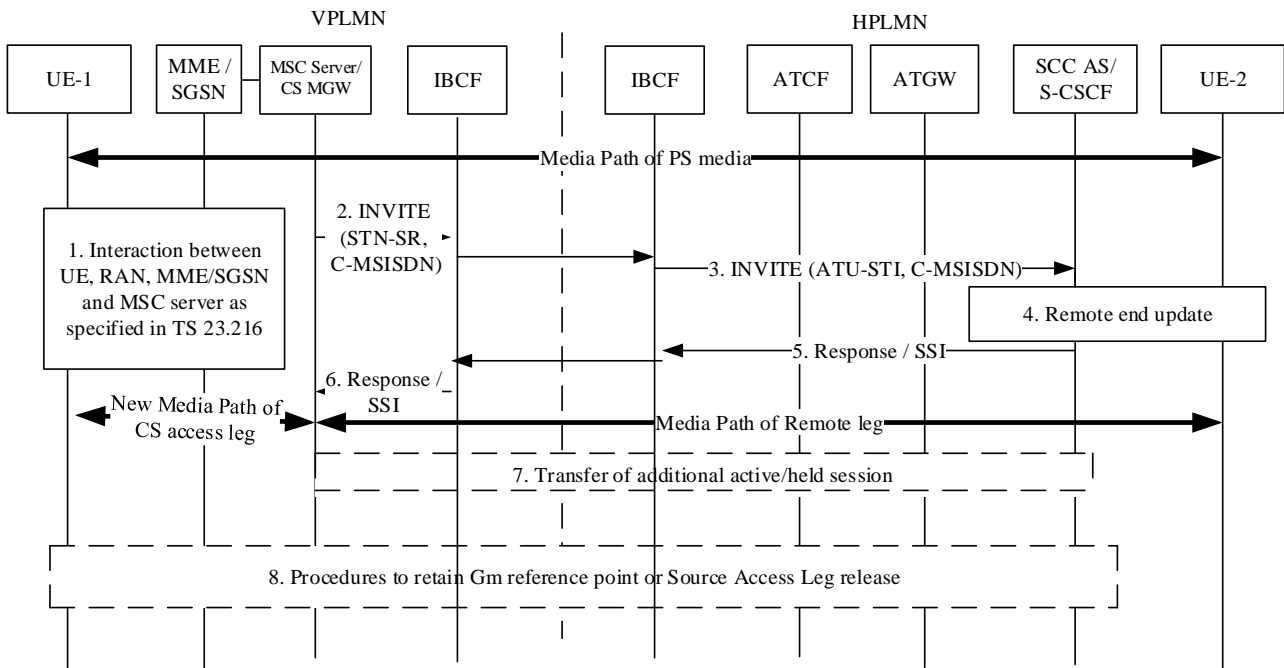 VPLMN
HPLMN
UE-1
MME /
SGSN
MSC Server/
CS MGW
IBCF
IBCF
ATCF
ATGW
SCC AS/
S-CSCF
UE-2
Media Path of PS media
1. Interaction between
UE, RAN, MME/SGSN
and MSC server as
specified in TS 23.216
2. INVITE
(STN-SR,
C-MSISDN)
3. INVITE (ATU-STI, C-MSISDN)
4. Remote end update
5. Response / SSI
6. Response /
SSI
New Media Path of
CS access leg
Media Path of Remote leg
7. Transfer of additional active/held session
8. Procedures to retain Gm reference point or Source Access Leg release